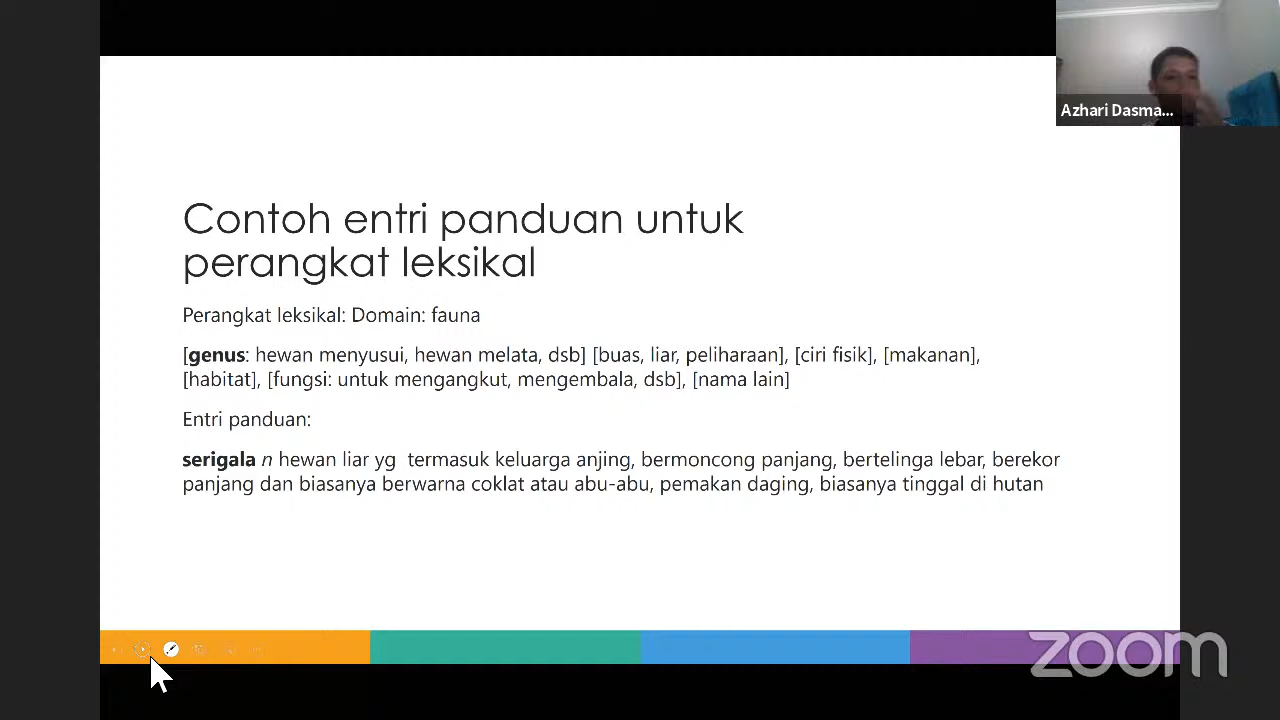 Azhari Dasma...
Contoh entri panduan untuk
perangkat leksikal
Perangkat leksikal: Domain: fauna
[genus: hewan menyusui, hewan melata, dsb] [buas, liar, peliharaan], [ciri fisik], [makanan],
[habitat], [fungsi: untuk mengangkut, mengembala, dsb], [nama lain]
Entri panduan:
serigala n hewan liar yg termasuk keluarga anjing, bermoncong panjang, bertelinga lebar, berekor
panjang dan biasanya berwarna coklat atau abu-abu, pemakan daging, biasanya tinggal di hutan
zoom